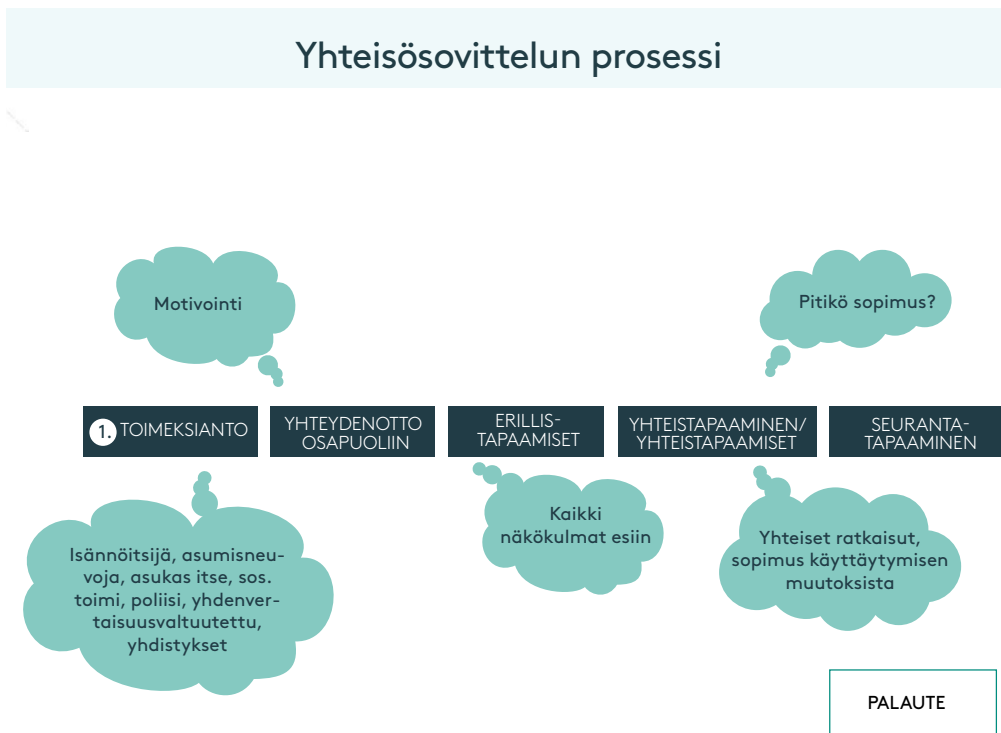 Yhteisösovittelun prosessi
Motivointi
Pitikö sopimus?
1. TOIMEKSIANTO
YHTEYDENOTTO
OSAPUOLIIN
ERILLIS-
TAPAAMISET
YHTEISTAPAAMINEN/
YHTEISTAPAAMISET
SEURANTA-
TAPAAMINEN
Isännöitsijä, asumisneu-
voja, asukas itse, sos.
toimi, poliisi, yhdenver-
taisuusvaltuutettu,
yhdistykset
Kaikki
näkökulmat esiin
Yhteiset ratkaisut,
sopimus käyttäytymisen
muutoksista
PALAUTE